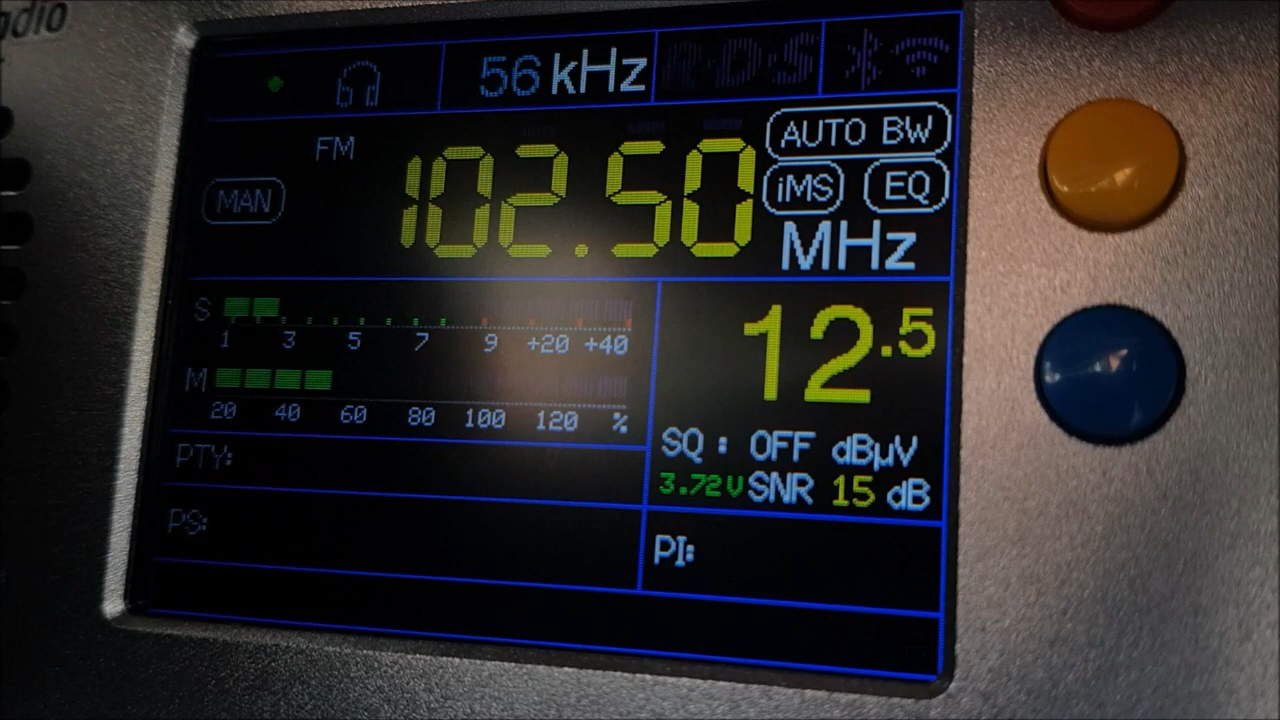 adio
56 kHz R·D·S
FM
AUTO BW
MAN 102.50 iMS EQ
MHz
S
1 3 5 7 9 +20 +40
M
20 40 60 80 100 120 %
12.5
SQ : OFF dBµV
3.72V SNR 15 dB
PTY:
PS:
PI: